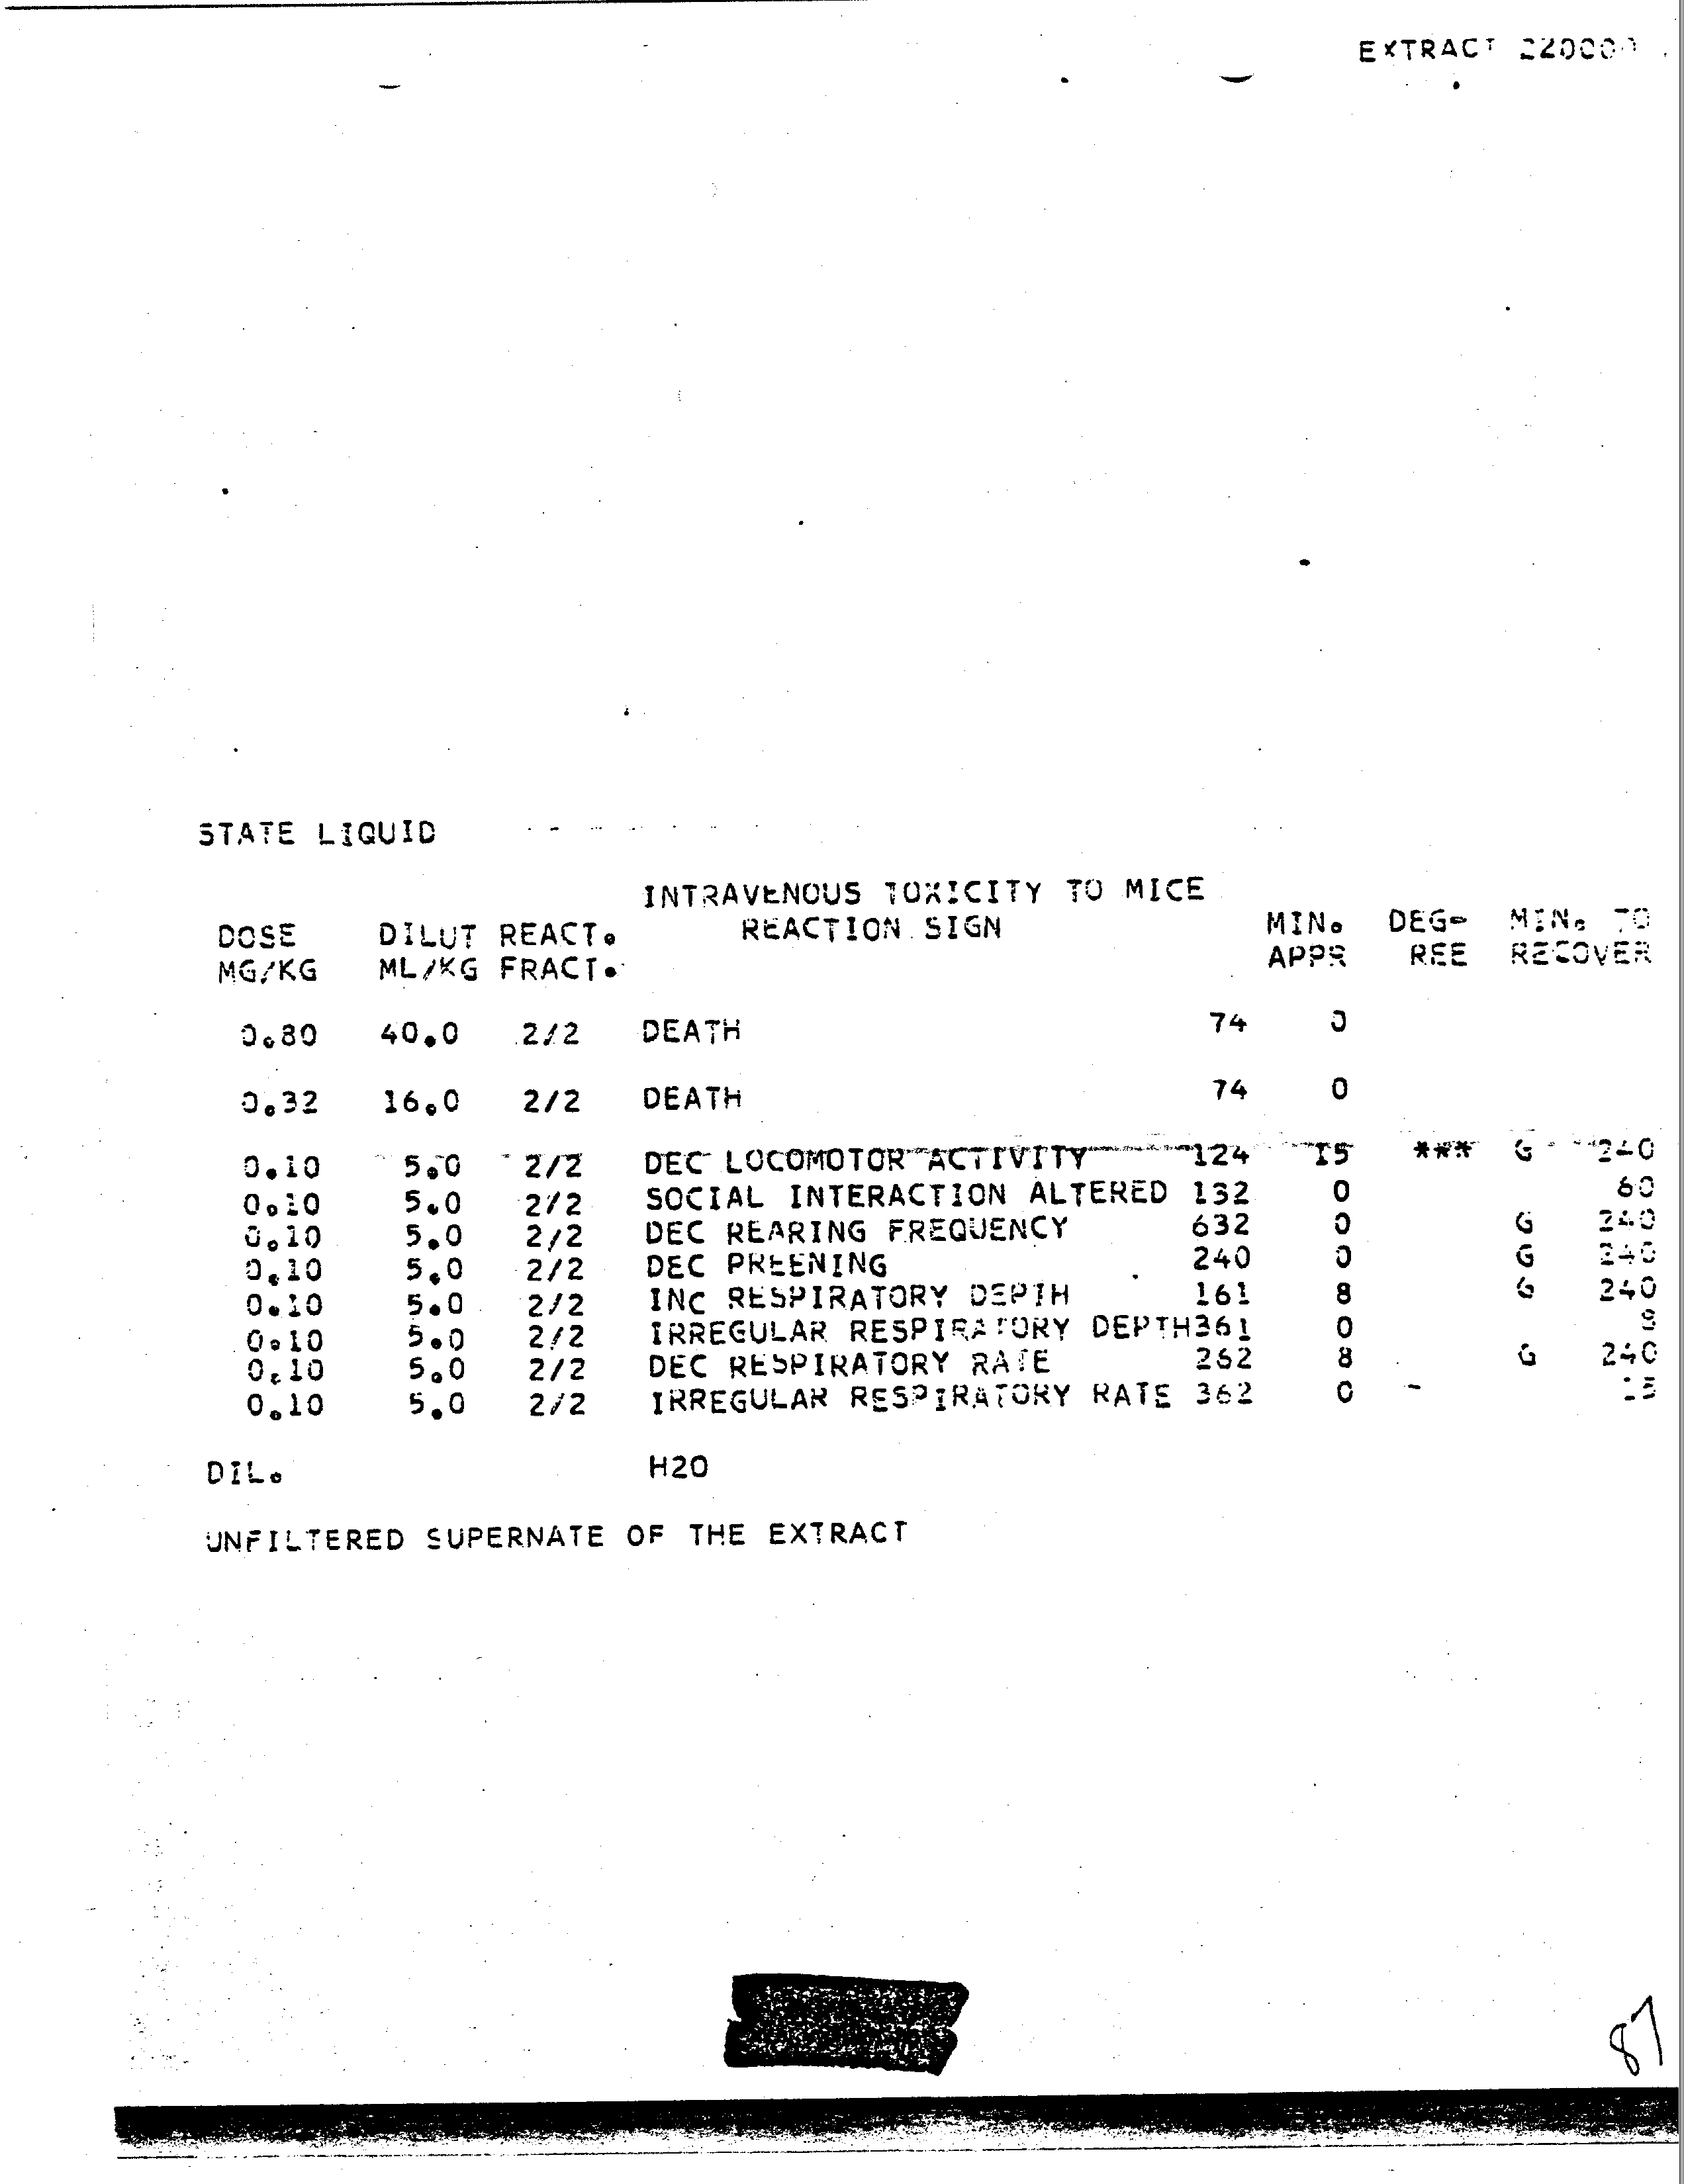 EXTRACT 220000
STATE LIQUID
INTRAVENOUS TOXICITY TO MICE
DOSE DILUT REACT. REACTION SIGN MIN. DEG- MIN. TO
MG/KG ML/KG FRACT. APPR REE RECOVER
0.80 40.0 2/2 DEATH 74 0
0.32 16.0 2/2 DEATH 74 0
0.10 5.0 2/2 DEC LOCOMOTOR ACTIVITY 124 15 *** G 240
0.10 5.0 2/2 SOCIAL INTERACTION ALTERED 132 0 60
0.10 5.0 2/2 DEC REARING FREQUENCY 632 0 G 240
0.10 5.0 2/2 DEC PREENING 240 0 G 240
0.10 5.0 2/2 INC RESPIRATORY DEPTH 161 8 G 240
0.10 5.0 2/2 IRREGULAR RESPIRATORY DEPTH361 0 8
0.10 5.0 2/2 DEC RESPIRATORY RATE 262 8 G 240
0.10 5.0 2/2 IRREGULAR RESPIRATORY RATE 362 0 - 15
DIL. H2O
UNFILTERED SUPERNATE OF THE EXTRACT
87